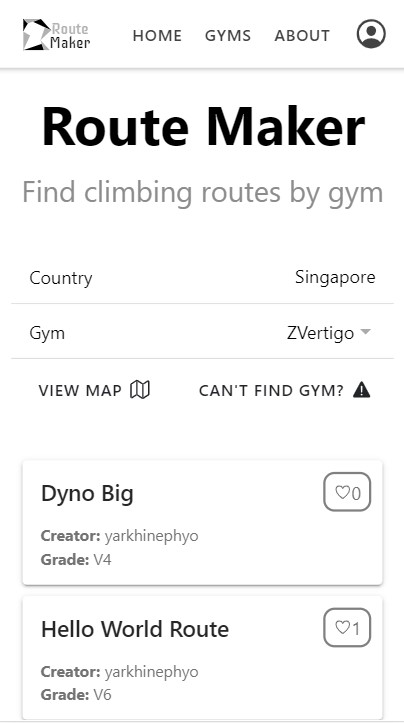 Route
Maker
HOME GYMS ABOUT
Route Maker
Find climbing routes by gym
Country Singapore
Gym ZVertigo
VIEW MAP CAN'T FIND GYM?
Dyno Big 0
Creator: yarkhinephyo
Grade: V4
Hello World Route 1
Creator: yarkhinephyo
Grade: V6